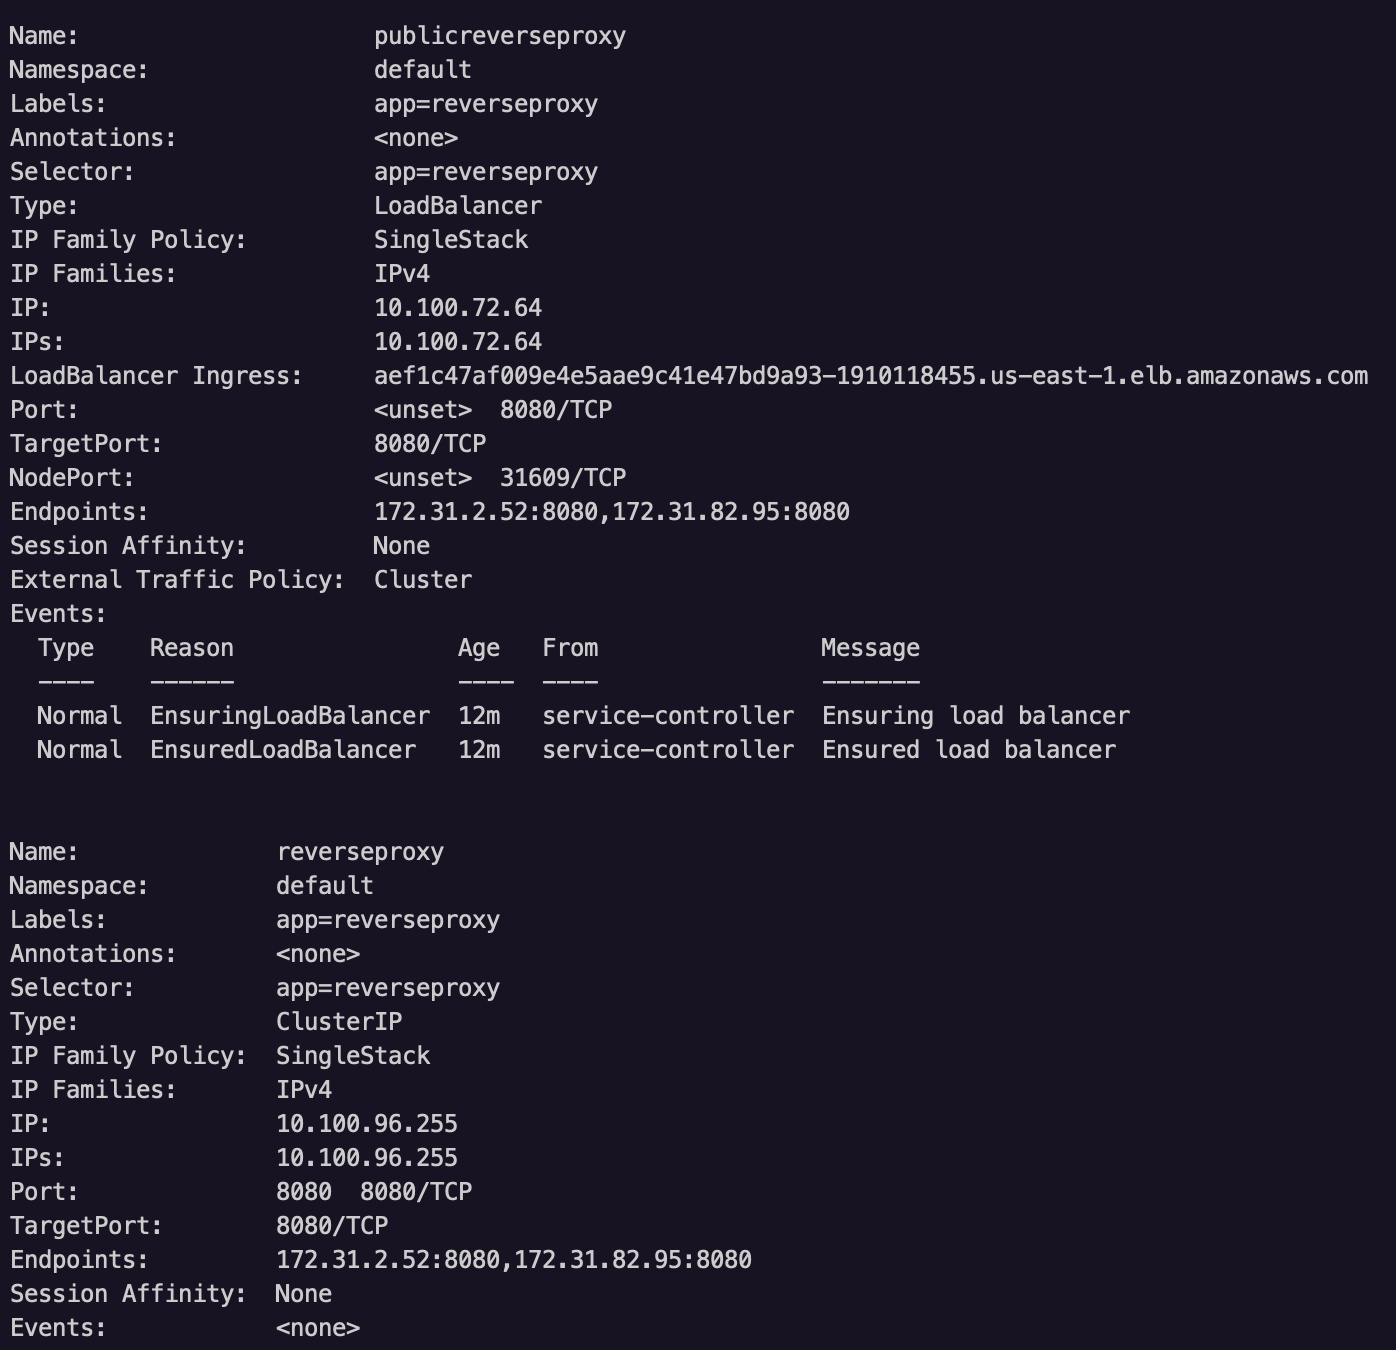 Name:                     publicreverseproxy
Namespace:                default
Labels:                   app=reverseproxy
Annotations:              <none>
Selector:                 app=reverseproxy
Type:                     LoadBalancer
IP Family Policy:         SingleStack
IP Families:              IPv4
IP:                       10.100.72.64
IPs:                      10.100.72.64
LoadBalancer Ingress:     aef1c47af009e4e5aae9c41e47bd9a93-1910118455.us-east-1.elb.amazonaws.com
Port:                     <unset>  8080/TCP
TargetPort:               8080/TCP
NodePort:                 <unset>  31609/TCP
Endpoints:                172.31.2.52:8080,172.31.82.95:8080
Session Affinity:         None
External Traffic Policy:  Cluster
Events:
  Type    Reason                Age   From                Message
  ----    ------                ----  ----                -------
  Normal  EnsuringLoadBalancer  12m   service-controller  Ensuring load balancer
  Normal  EnsuredLoadBalancer   12m   service-controller  Ensured load balancer
Name:              reverseproxy
Namespace:         default
Labels:            app=reverseproxy
Annotations:       <none>
Selector:          app=reverseproxy
Type:              ClusterIP
IP Family Policy:  SingleStack
IP Families:       IPv4
IP:                10.100.96.255
IPs:               10.100.96.255
Port:              8080  8080/TCP
TargetPort:        8080/TCP
Endpoints:         172.31.2.52:8080,172.31.82.95:8080
Session Affinity:  None
Events:            <none>